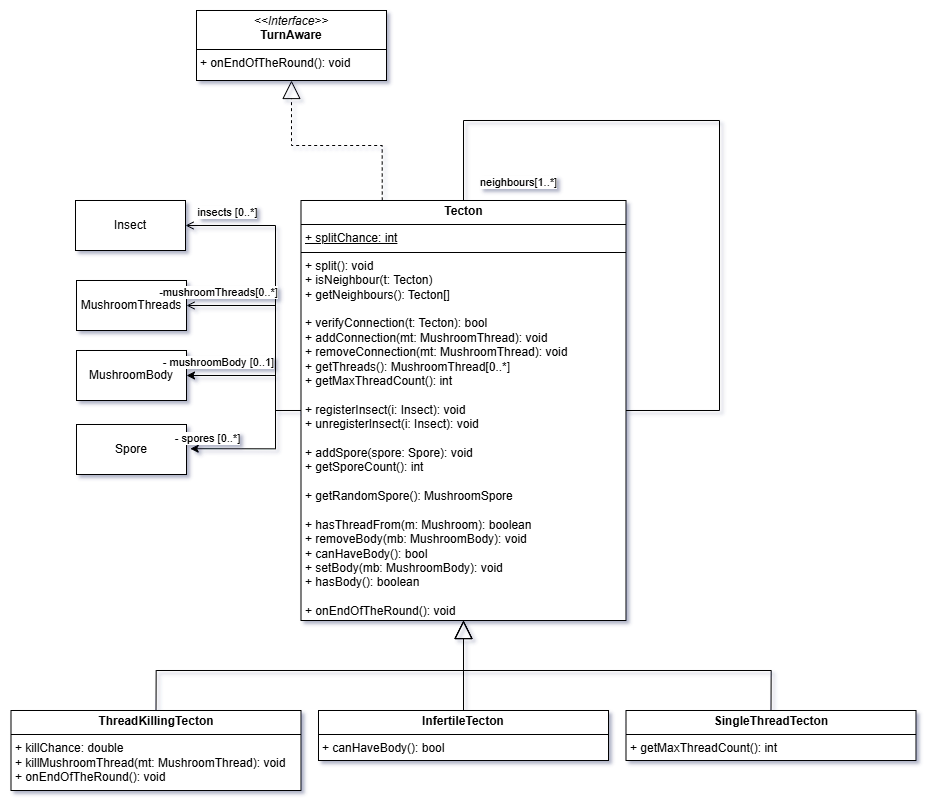 <<Interface>>
TurnAware
+ onEndOfTheRound(): void
neighbours[1..*]
Insect
insects [0..*]
MushroomThreads
-mushroomThreads[0..*]
MushroomBody
- mushroomBody [0..1]
Spore
- spores [0..*]
Tecton
+ splitChance: int
+ split(): void
+ isNeighbour(t: Tecton)
+ getNeighbours(): Tecton[]
+ verifyConnection(t: Tecton): bool
+ addConnection(mt: MushroomThread): void
+ removeConnection(mt: MushroomThread): void
+ getThreads(): MushroomThread[0..*]
+ getMaxThreadCount(): int
+ registerInsect(i: Insect): void
+ unregisterInsect(i: Insect): void
+ addSpore(spore: Spore): void
+ getSporeCount(): int
+ getRandomSpore(): MushroomSpore
+ hasThreadFrom(m: Mushroom): boolean
+ removeBody(mb: MushroomBody): void
+ canHaveBody(): bool
+ setBody(mb: MushroomBody): void
+ hasBody(): boolean
+ onEndOfTheRound(): void
ThreadKillingTecton
+ killChance: double
+ killMushroomThread(mt: MushroomThread): void
+ onEndOfTheRound(): void
InfertileTecton
+ canHaveBody(): bool
SingleThreadTecton
+ getMaxThreadCount(): int